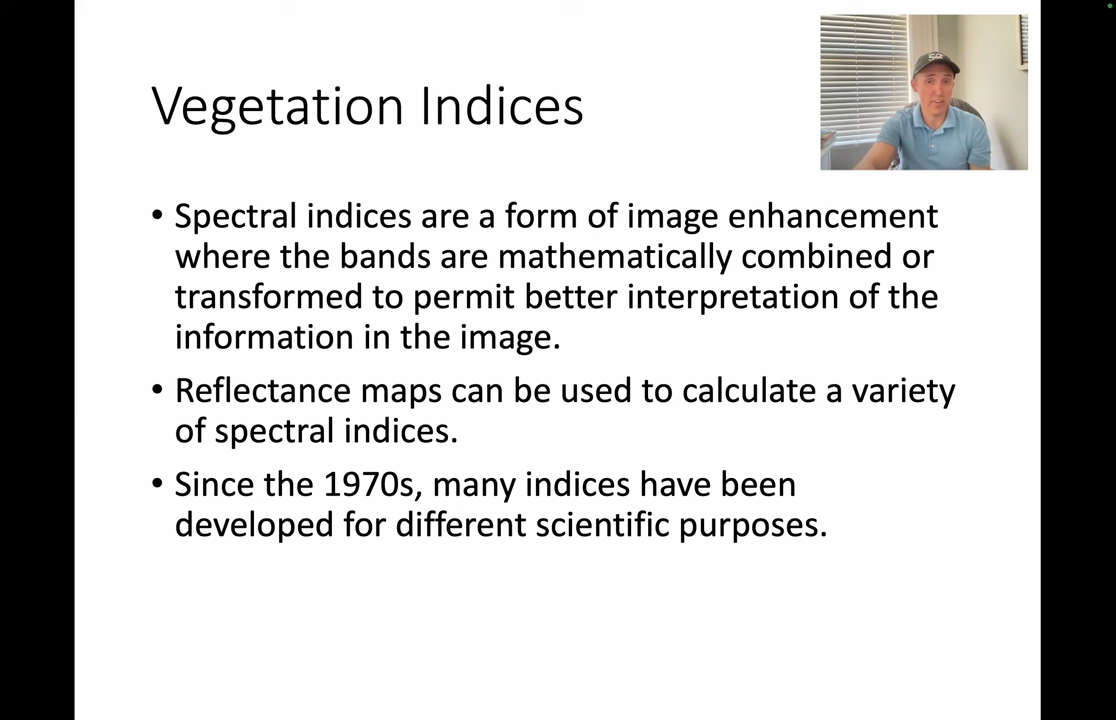 Vegetation Indices
• Spectral indices are a form of image enhancement
where the bands are mathematically combined or
transformed to permit better interpretation of the
information in the image.
• Reflectance maps can be used to calculate a variety
of spectral indices.
• Since the 1970s, many indices have been
developed for different scientific purposes.